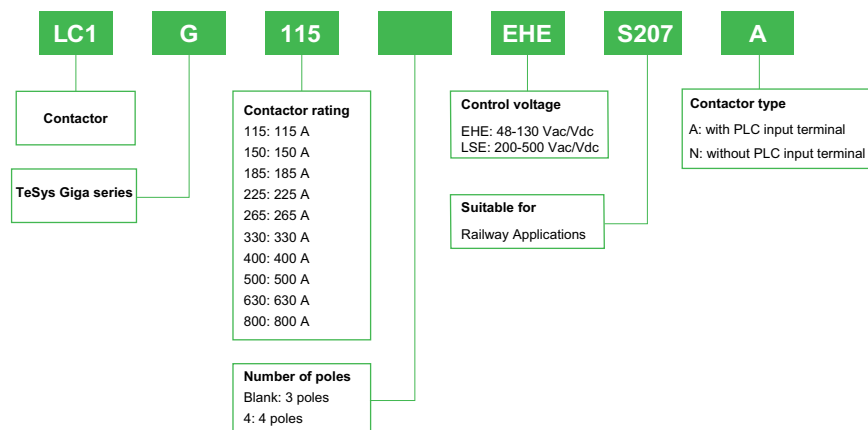 LC1 G 115 EHE S207 A
Contactor
TeSys Giga series
Contactor rating
115: 115 A
150: 150 A
185: 185 A
225: 225 A
265: 265 A
330: 330 A
400: 400 A
500: 500 A
630: 630 A
800: 800 A
Number of poles
Blank: 3 poles
4: 4 poles
Control voltage
EHE: 48-130 Vac/Vdc
LSE: 200-500 Vac/Vdc
Suitable for
Railway Applications
Contactor type
A: with PLC input terminal
N: without PLC input terminal